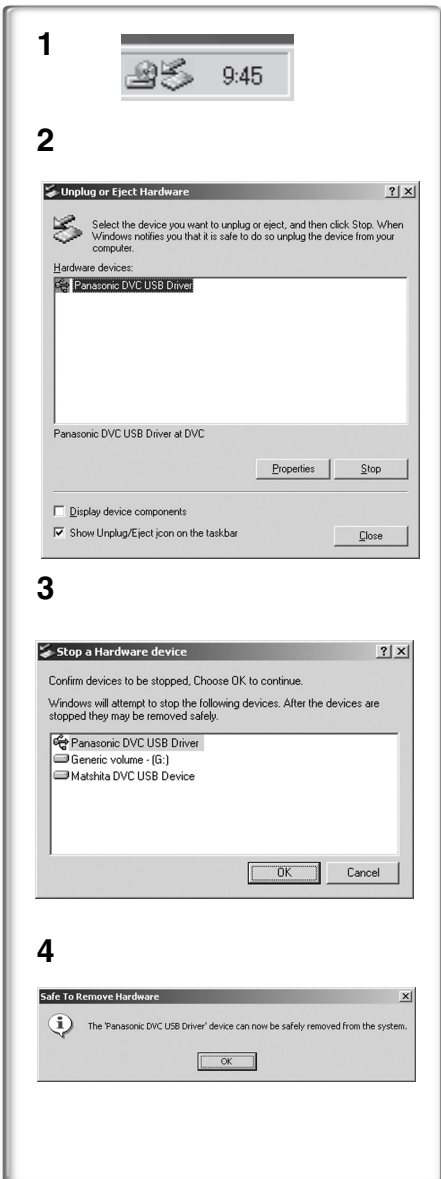 1
9:45
2
Unplug or Eject Hardware
Select the device you want to unplug or eject, and then click Stop. When
Windows notifies you that it is safe to do so unplug the device from your
computer.
Hardware devices:
Panasonic DVC USB Driver
Panasonic DVC USB Driver at DVC
Properties Stop
Display device components
Show Unplug/Eject icon on the taskbar
Close
3
Stop a Hardware device
Confirm devices to be stopped, Choose OK to continue.
Windows will attempt to stop the following devices. After the devices are
stopped they may be removed safely.
Panasonic DVC USB Driver
Generic volume - (G:)
Matshita DVC USB Device
OK Cancel
4
Safe To Remove Hardware
The 'Panasonic DVC USB Driver' device can now be safely removed from the system.
OK